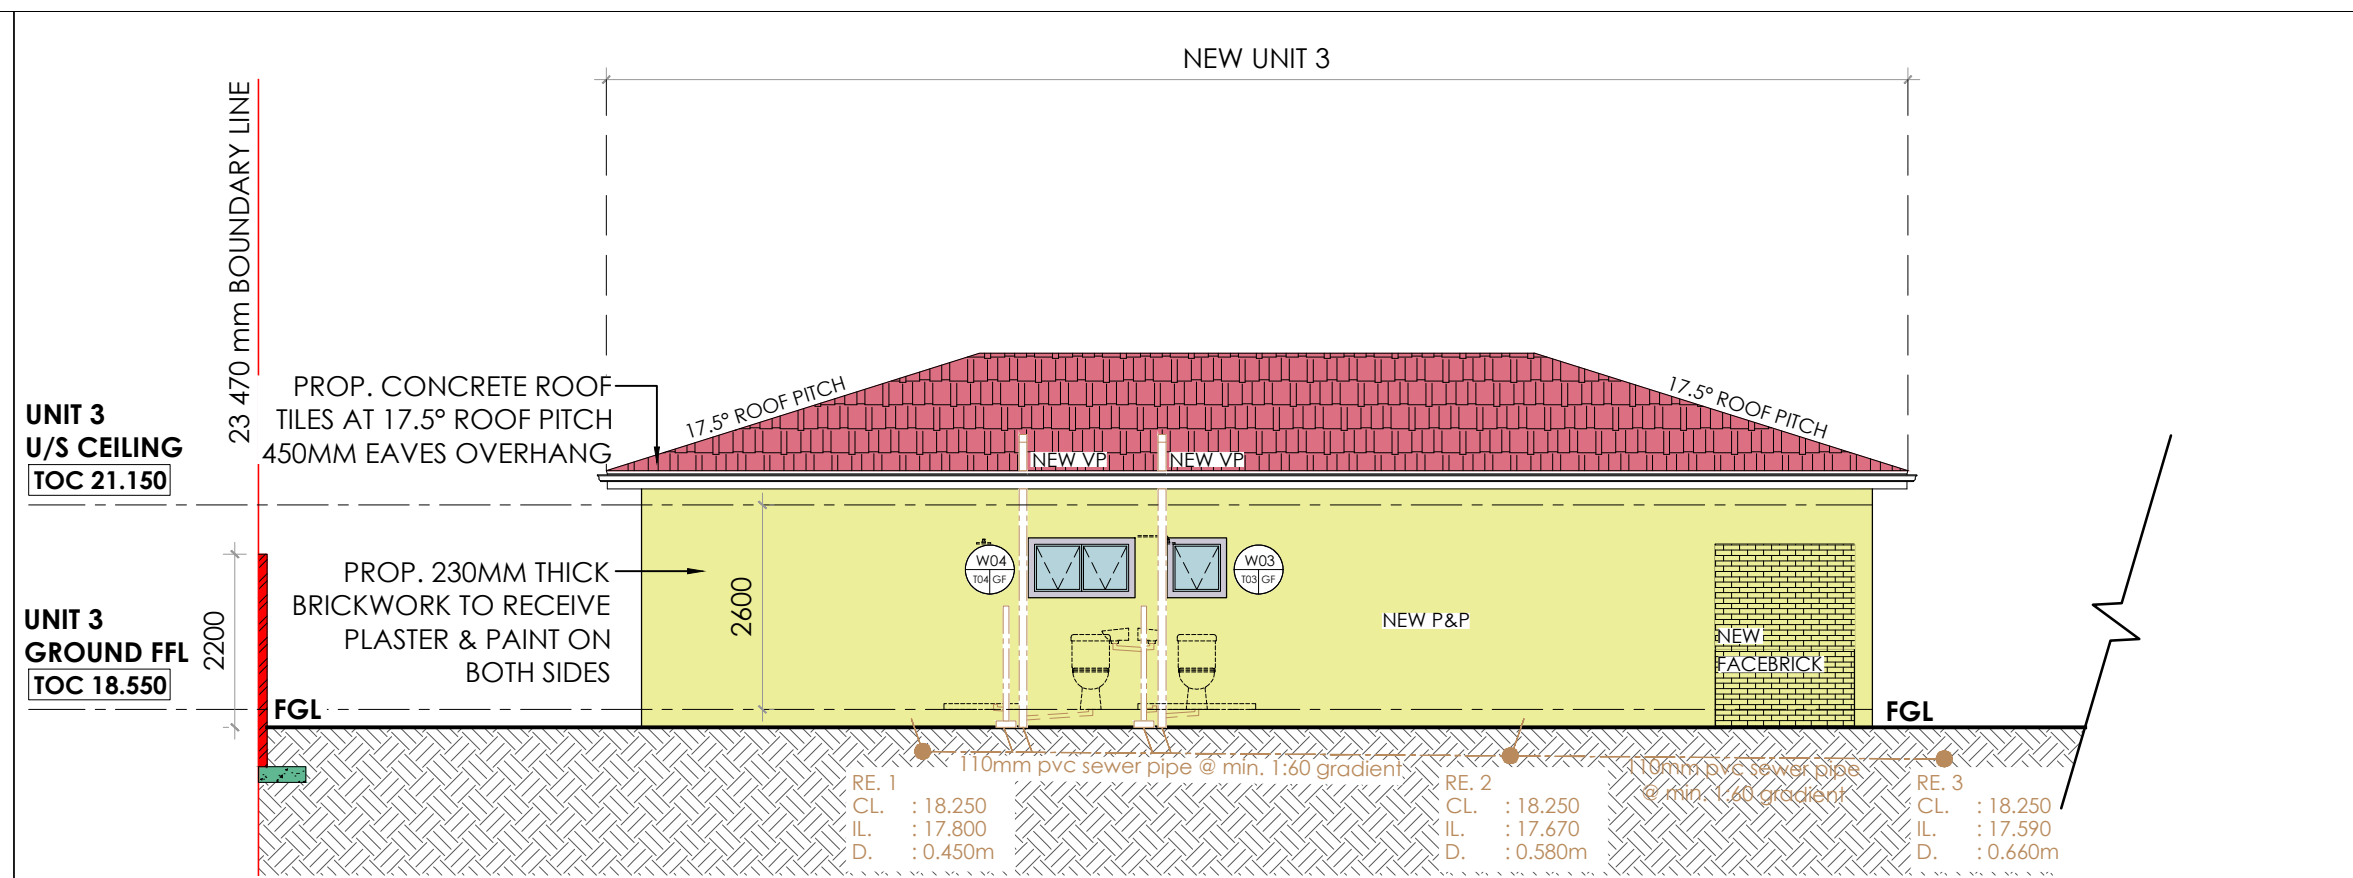 NEW UNIT 3
23 470 mm BOUNDARY LINE
PROP. CONCRETE ROOF
TILES AT 17.5° ROOF PITCH
450MM EAVES OVERHANG
17.5° ROOF PITCH
17.5° ROOF PITCH
UNIT 3
U/S CEILING
TOC 21.150
NEW VP
NEW VP
PROP. 230MM THICK
BRICKWORK TO RECEIVE
PLASTER & PAINT ON
BOTH SIDES
2200
2600
W04
T04 GF
W03
T03 GF
NEW P&P
NEW
FACEBRICK
UNIT 3
GROUND FFL
TOC 18.550
FGL
FGL
110mm pvc sewer pipe @ min. 1:60 gradient
110mm pvc sewer pipe
@ min. 1:60 gradient
RE. 1
CL. : 18.250
IL. : 17.800
D. : 0.450m
RE. 2
CL. : 18.250
IL. : 17.670
D. : 0.580m
RE. 3
CL. : 18.250
IL. : 17.590
D. : 0.660m